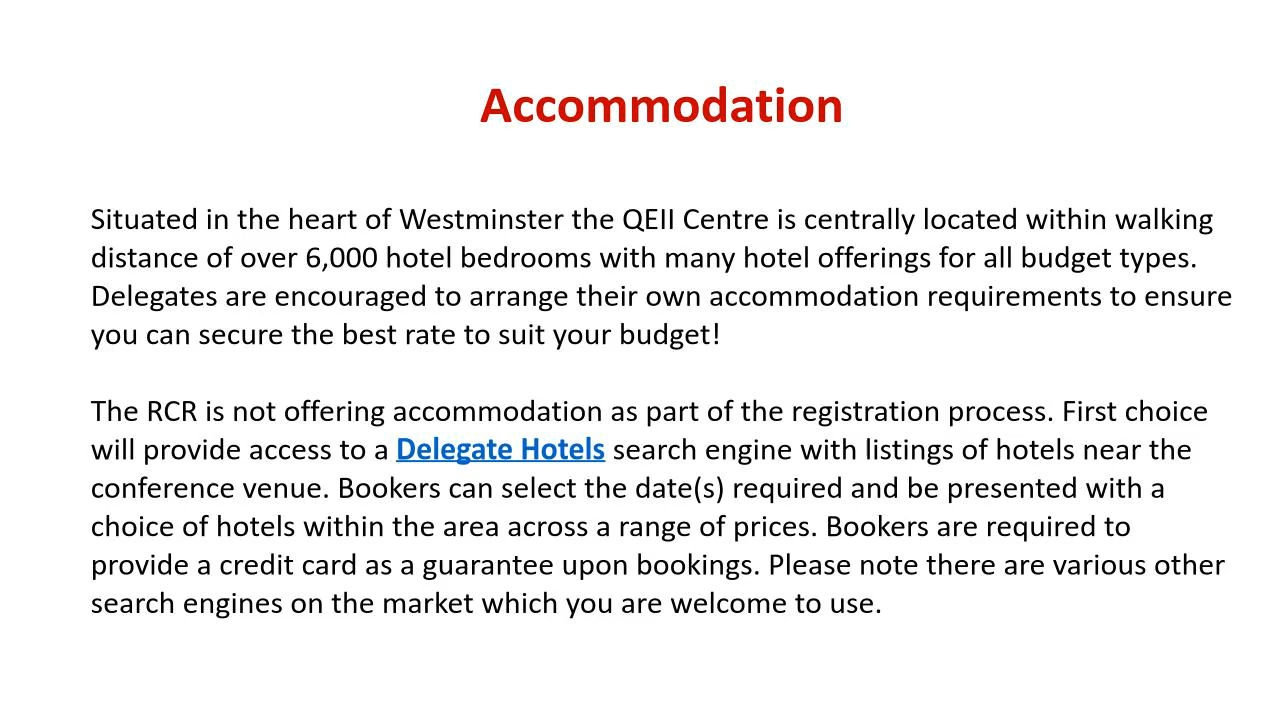 Accommodation
Situated in the heart of Westminster the QEII Centre is centrally located within walking
distance of over 6,000 hotel bedrooms with many hotel offerings for all budget types.
Delegates are encouraged to arrange their own accommodation requirements to ensure
you can secure the best rate to suit your budget!
The RCR is not offering accommodation as part of the registration process. First choice
will provide access to a Delegate Hotels search engine with listings of hotels near the
conference venue. Bookers can select the date(s) required and be presented with a
choice of hotels within the area across a range of prices. Bookers are required to
provide a credit card as a guarantee upon bookings. Please note there are various other
search engines on the market which you are welcome to use.